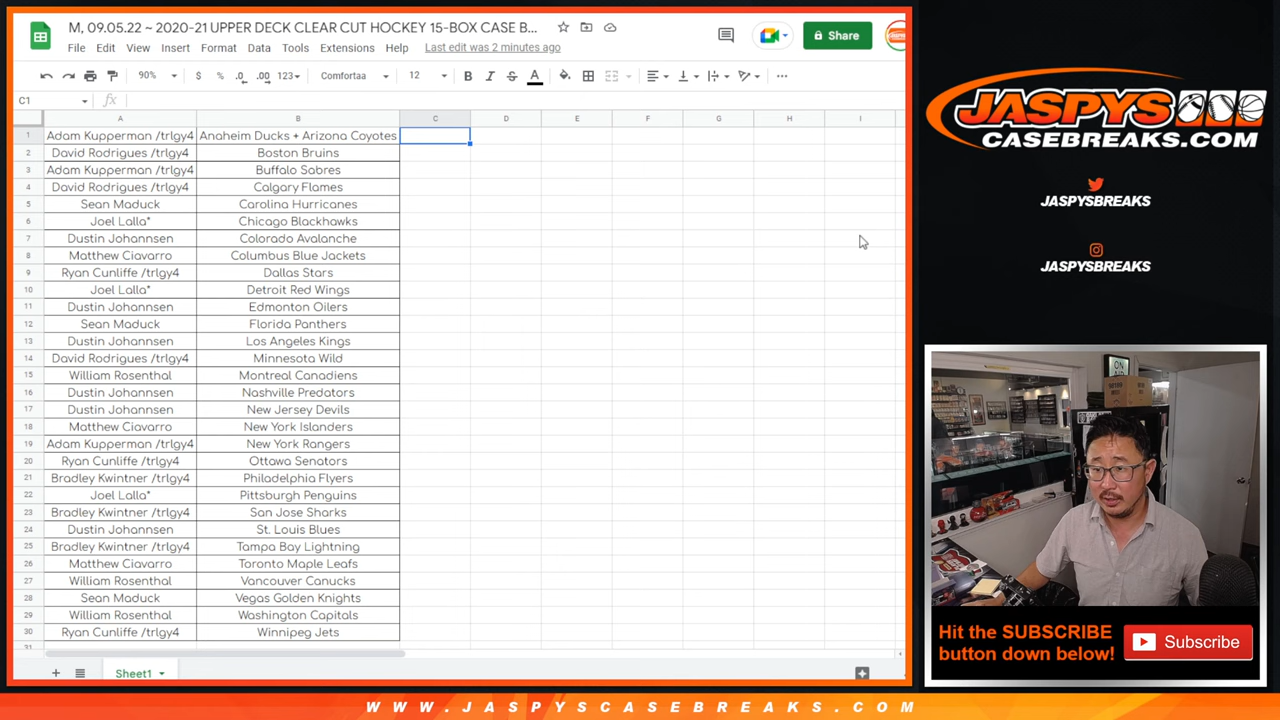 M, 09.05.22 ~ 2020-21 UPPER DECK CLEAR CUT HOCKEY 15-BOX CASE B...
File Edit View Insert Format Data Tools Extensions Help Last edit was 2 minutes ago
Share
90% $ % .0 .00 123 Comfortaa 12 B I S A
C1 fx
A B C D E F G H I
1 Adam Kupperman /trlgy4 Anaheim Ducks + Arizona Coyotes
2 David Rodrigues /trlgy4 Boston Bruins
3 Adam Kupperman /trlgy4 Buffalo Sabres
4 David Rodrigues /trlgy4 Calgary Flames
5 Sean Maduck Carolina Hurricanes
6 Joel Lalla* Chicago Blackhawks
7 Dustin Johannsen Colorado Avalanche
8 Matthew Ciavarro Columbus Blue Jackets
9 Ryan Cunliffe /trlgy4 Dallas Stars
10 Joel Lalla* Detroit Red Wings
11 Dustin Johannsen Edmonton Oilers
12 Sean Maduck Florida Panthers
13 Dustin Johannsen Los Angeles Kings
14 David Rodrigues /trlgy4 Minnesota Wild
15 William Rosenthal Montreal Canadiens
16 Dustin Johannsen Nashville Predators
17 Dustin Johannsen New Jersey Devils
18 Matthew Ciavarro New York Islanders
19 Adam Kupperman /trlgy4 New York Rangers
20 Ryan Cunliffe /trlgy4 Ottawa Senators
21 Bradley Kwintner /trlgy4 Philadelphia Flyers
22 Joel Lalla* Pittsburgh Penguins
23 Bradley Kwintner /trlgy4 San Jose Sharks
24 Dustin Johannsen St. Louis Blues
25 Bradley Kwintner /trlgy4 Tampa Bay Lightning
26 Matthew Ciavarro Toronto Maple Leafs
27 William Rosenthal Vancouver Canucks
28 Sean Maduck Vegas Golden Knights
29 William Rosenthal Washington Capitals
30 Ryan Cunliffe /trlgy4 Winnipeg Jets
31
Sheet1
JASPYS
CASEBREAKS.COM
JASPYSBREAKS
JASPYSBREAKS
ON
Hit the SUBSCRIBE
button down below!
Subscribe
WWW.JASPYSCASEBREAKS.COM